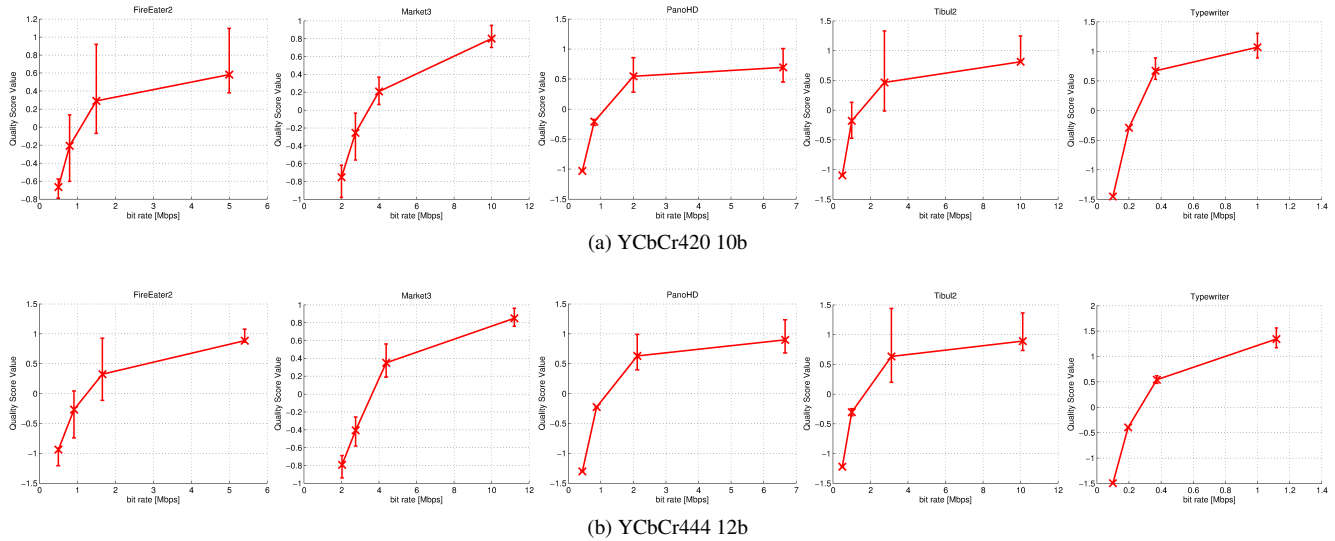 FireEater2
1.2
1
0.8
0.6
0.4
0.2
0
−0.2
−0.4
−0.6
−0.8
0 1 2 3 4 5 6
Quality Score Value
bit rate [Mbps]
Market3
1
0.8
0.6
0.4
0.2
0
−0.2
−0.4
−0.6
−0.8
−1
0 2 4 6 8 10 12
Quality Score Value
bit rate [Mbps]
PanoHD
1.5
1
0.5
0
−0.5
−1
−1.5
0 1 2 3 4 5 6 7
Quality Score Value
bit rate [Mbps]
Tibul2
1.5
1
0.5
0
−0.5
−1
−1.5
0 2 4 6 8 10 12
Quality Score Value
bit rate [Mbps]
Typewriter
1.5
1
0.5
0
−0.5
−1
−1.5
0 0.2 0.4 0.6 0.8 1 1.2 1.4
Quality Score Value
bit rate [Mbps]
(a) YCbCr420 10b
FireEater2
1.5
1
0.5
0
−0.5
−1
−1.5
0 1 2 3 4 5 6
Quality Score Value
bit rate [Mbps]
Market3
1
0.8
0.6
0.4
0.2
0
−0.2
−0.4
−0.6
−0.8
−1
0 2 4 6 8 10 12
Quality Score Value
bit rate [Mbps]
PanoHD
1.5
1
0.5
0
−0.5
−1
−1.5
0 1 2 3 4 5 6 7
Quality Score Value
bit rate [Mbps]
Tibul2
1.5
1
0.5
0
−0.5
−1
−1.5
0 2 4 6 8 10 12
Quality Score Value
bit rate [Mbps]
Typewriter
2
1.5
1
0.5
0
−0.5
−1
−1.5
0 0.2 0.4 0.6 0.8 1 1.2 1.4
Quality Score Value
bit rate [Mbps]
(b) YCbCr444 12b